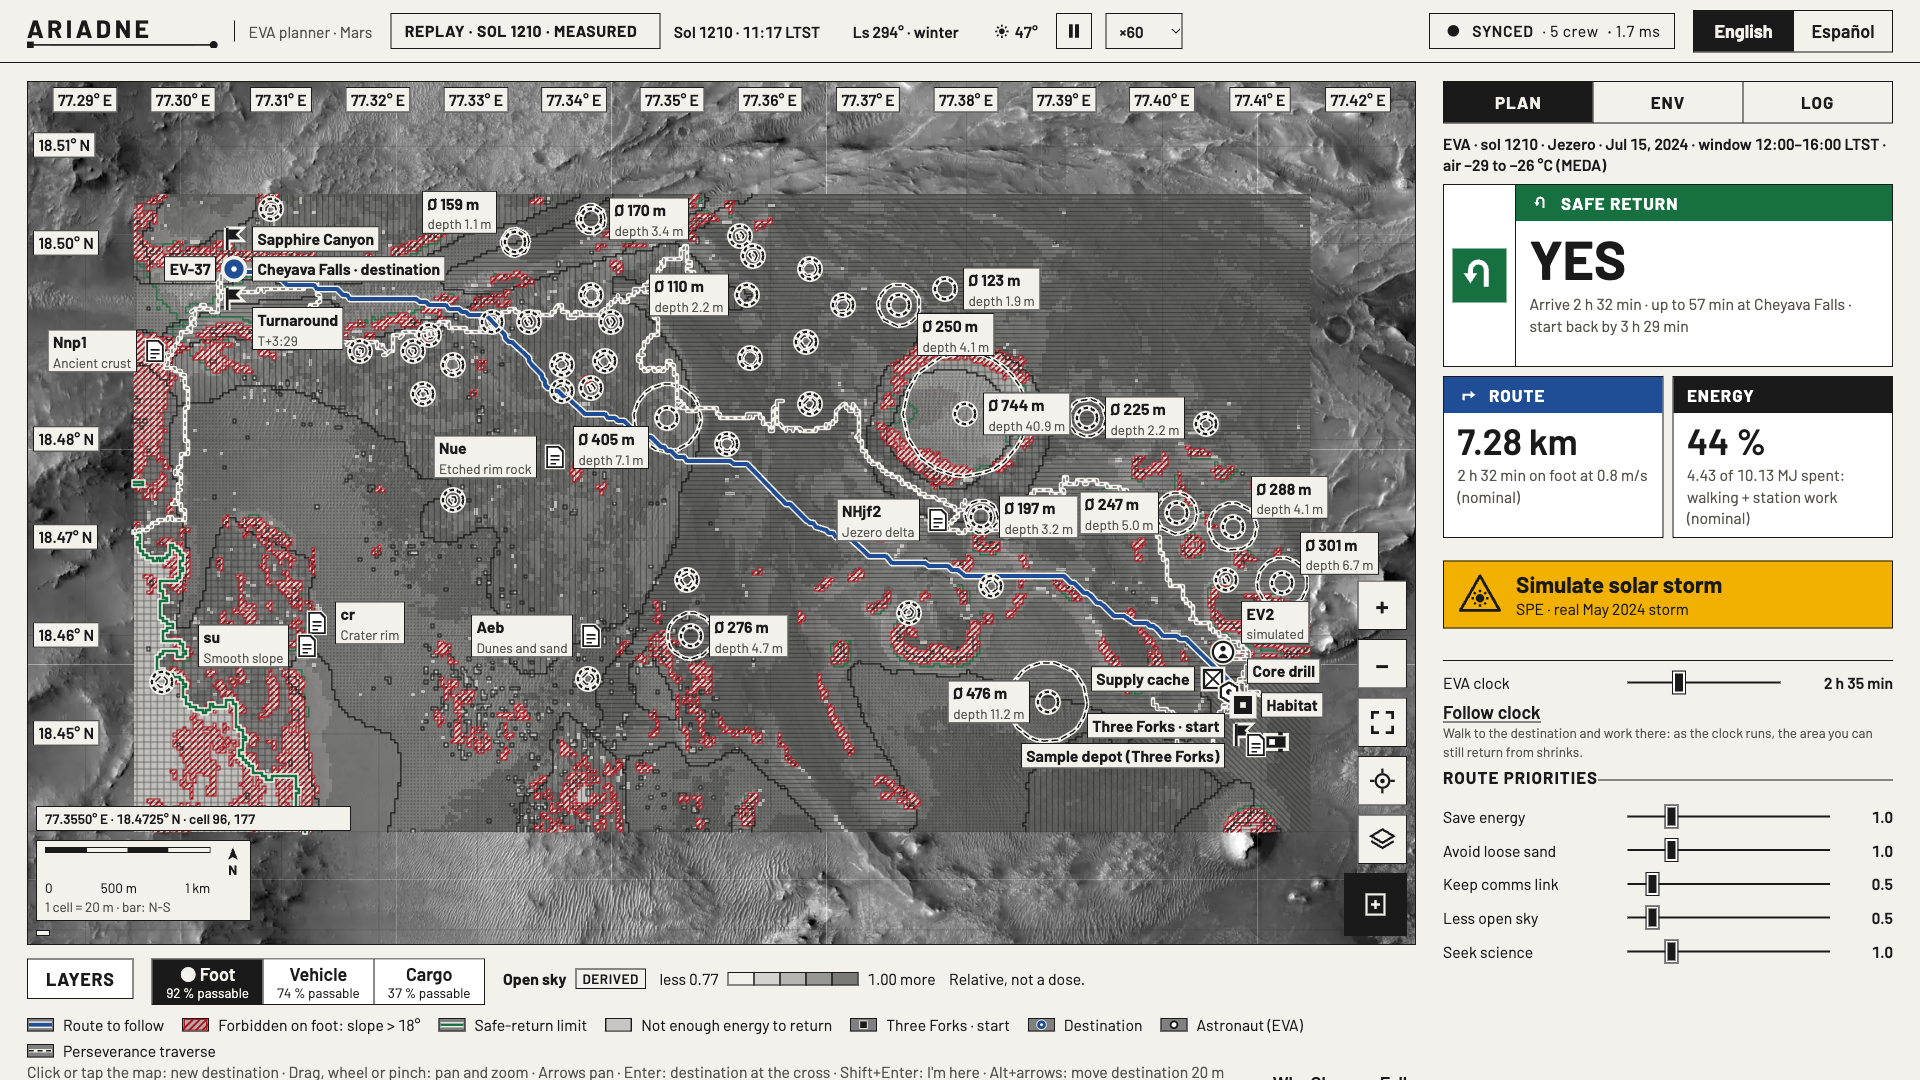 ARIADNE
EVA planner · Mars
REPLAY · SOL 1210 · MEASURED
Sol 1210 · 11:17 LTST
Ls 294° · winter
47°
×60
SYNCED · 5 crew · 1.7 ms
English
Español
77.29° E
77.30° E
77.31° E
77.32° E
77.33° E
77.34° E
77.35° E
77.36° E
77.37° E
77.38° E
77.39° E
77.40° E
77.41° E
77.42° E
18.51° N
18.50° N
18.48° N
18.47° N
18.46° N
18.45° N
Ø 159 m
depth 1.1 m
Ø 170 m
depth 3.4 m
Sapphire Canyon
EV-37
Cheyava Falls · destination
Turnaround
T+3:29
Ø 110 m
depth 2.2 m
Ø 123 m
depth 1.9 m
Ø 250 m
depth 4.1 m
Nnp1
Ancient crust
Ø 744 m
depth 40.9 m
Ø 225 m
depth 2.2 m
Nue
Etched rim rock
Ø 405 m
depth 7.1 m
NHjf2
Jezero delta
Ø 197 m
depth 3.2 m
Ø 247 m
depth 5.0 m
Ø 288 m
depth 4.1 m
Ø 301 m
depth 6.7 m
cr
Crater rim
su
Smooth slope
Aeb
Dunes and sand
Ø 276 m
depth 4.7 m
EV2
simulated
Core drill
Supply cache
Ø 476 m
depth 11.2 m
Habitat
Three Forks · start
Sample depot (Three Forks)
77.3550° E · 18.4725° N · cell 96, 177
0 500 m 1 km
N
1 cell = 20 m · bar: N-S
PLAN
ENV
LOG
EVA · sol 1210 · Jezero · Jul 15, 2024 · window 12:00–16:00 LTST ·
air −29 to −26 °C (MEDA)
SAFE RETURN
YES
Arrive 2 h 32 min · up to 57 min at Cheyava Falls ·
start back by 3 h 29 min
ROUTE
7.28 km
2 h 32 min on foot at 0.8 m/s
(nominal)
ENERGY
44 %
4.43 of 10.13 MJ spent:
walking + station work
(nominal)
Simulate solar storm
SPE · real May 2024 storm
EVA clock
2 h 35 min
Follow clock
Walk to the destination and work there: as the clock runs, the area you can
still return from shrinks.
ROUTE PRIORITIES
Save energy 1.0
Avoid loose sand 1.0
Keep comms link 0.5
Less open sky 0.5
Seek science 1.0
LAYERS
Foot
92 % passable
Vehicle
74 % passable
Cargo
37 % passable
Open sky DERIVED less 0.77 1.00 more Relative, not a dose.
Route to follow
Forbidden on foot: slope > 18°
Safe-return limit
Not enough energy to return
Three Forks · start
Destination
Astronaut (EVA)
Perseverance traverse
Click or tap the map: new destination · Drag, wheel or pinch: pan and zoom · Arrows pan · Enter: destination at the cross · Shift+Enter: I'm here · Alt+arrows: move destination 20 m